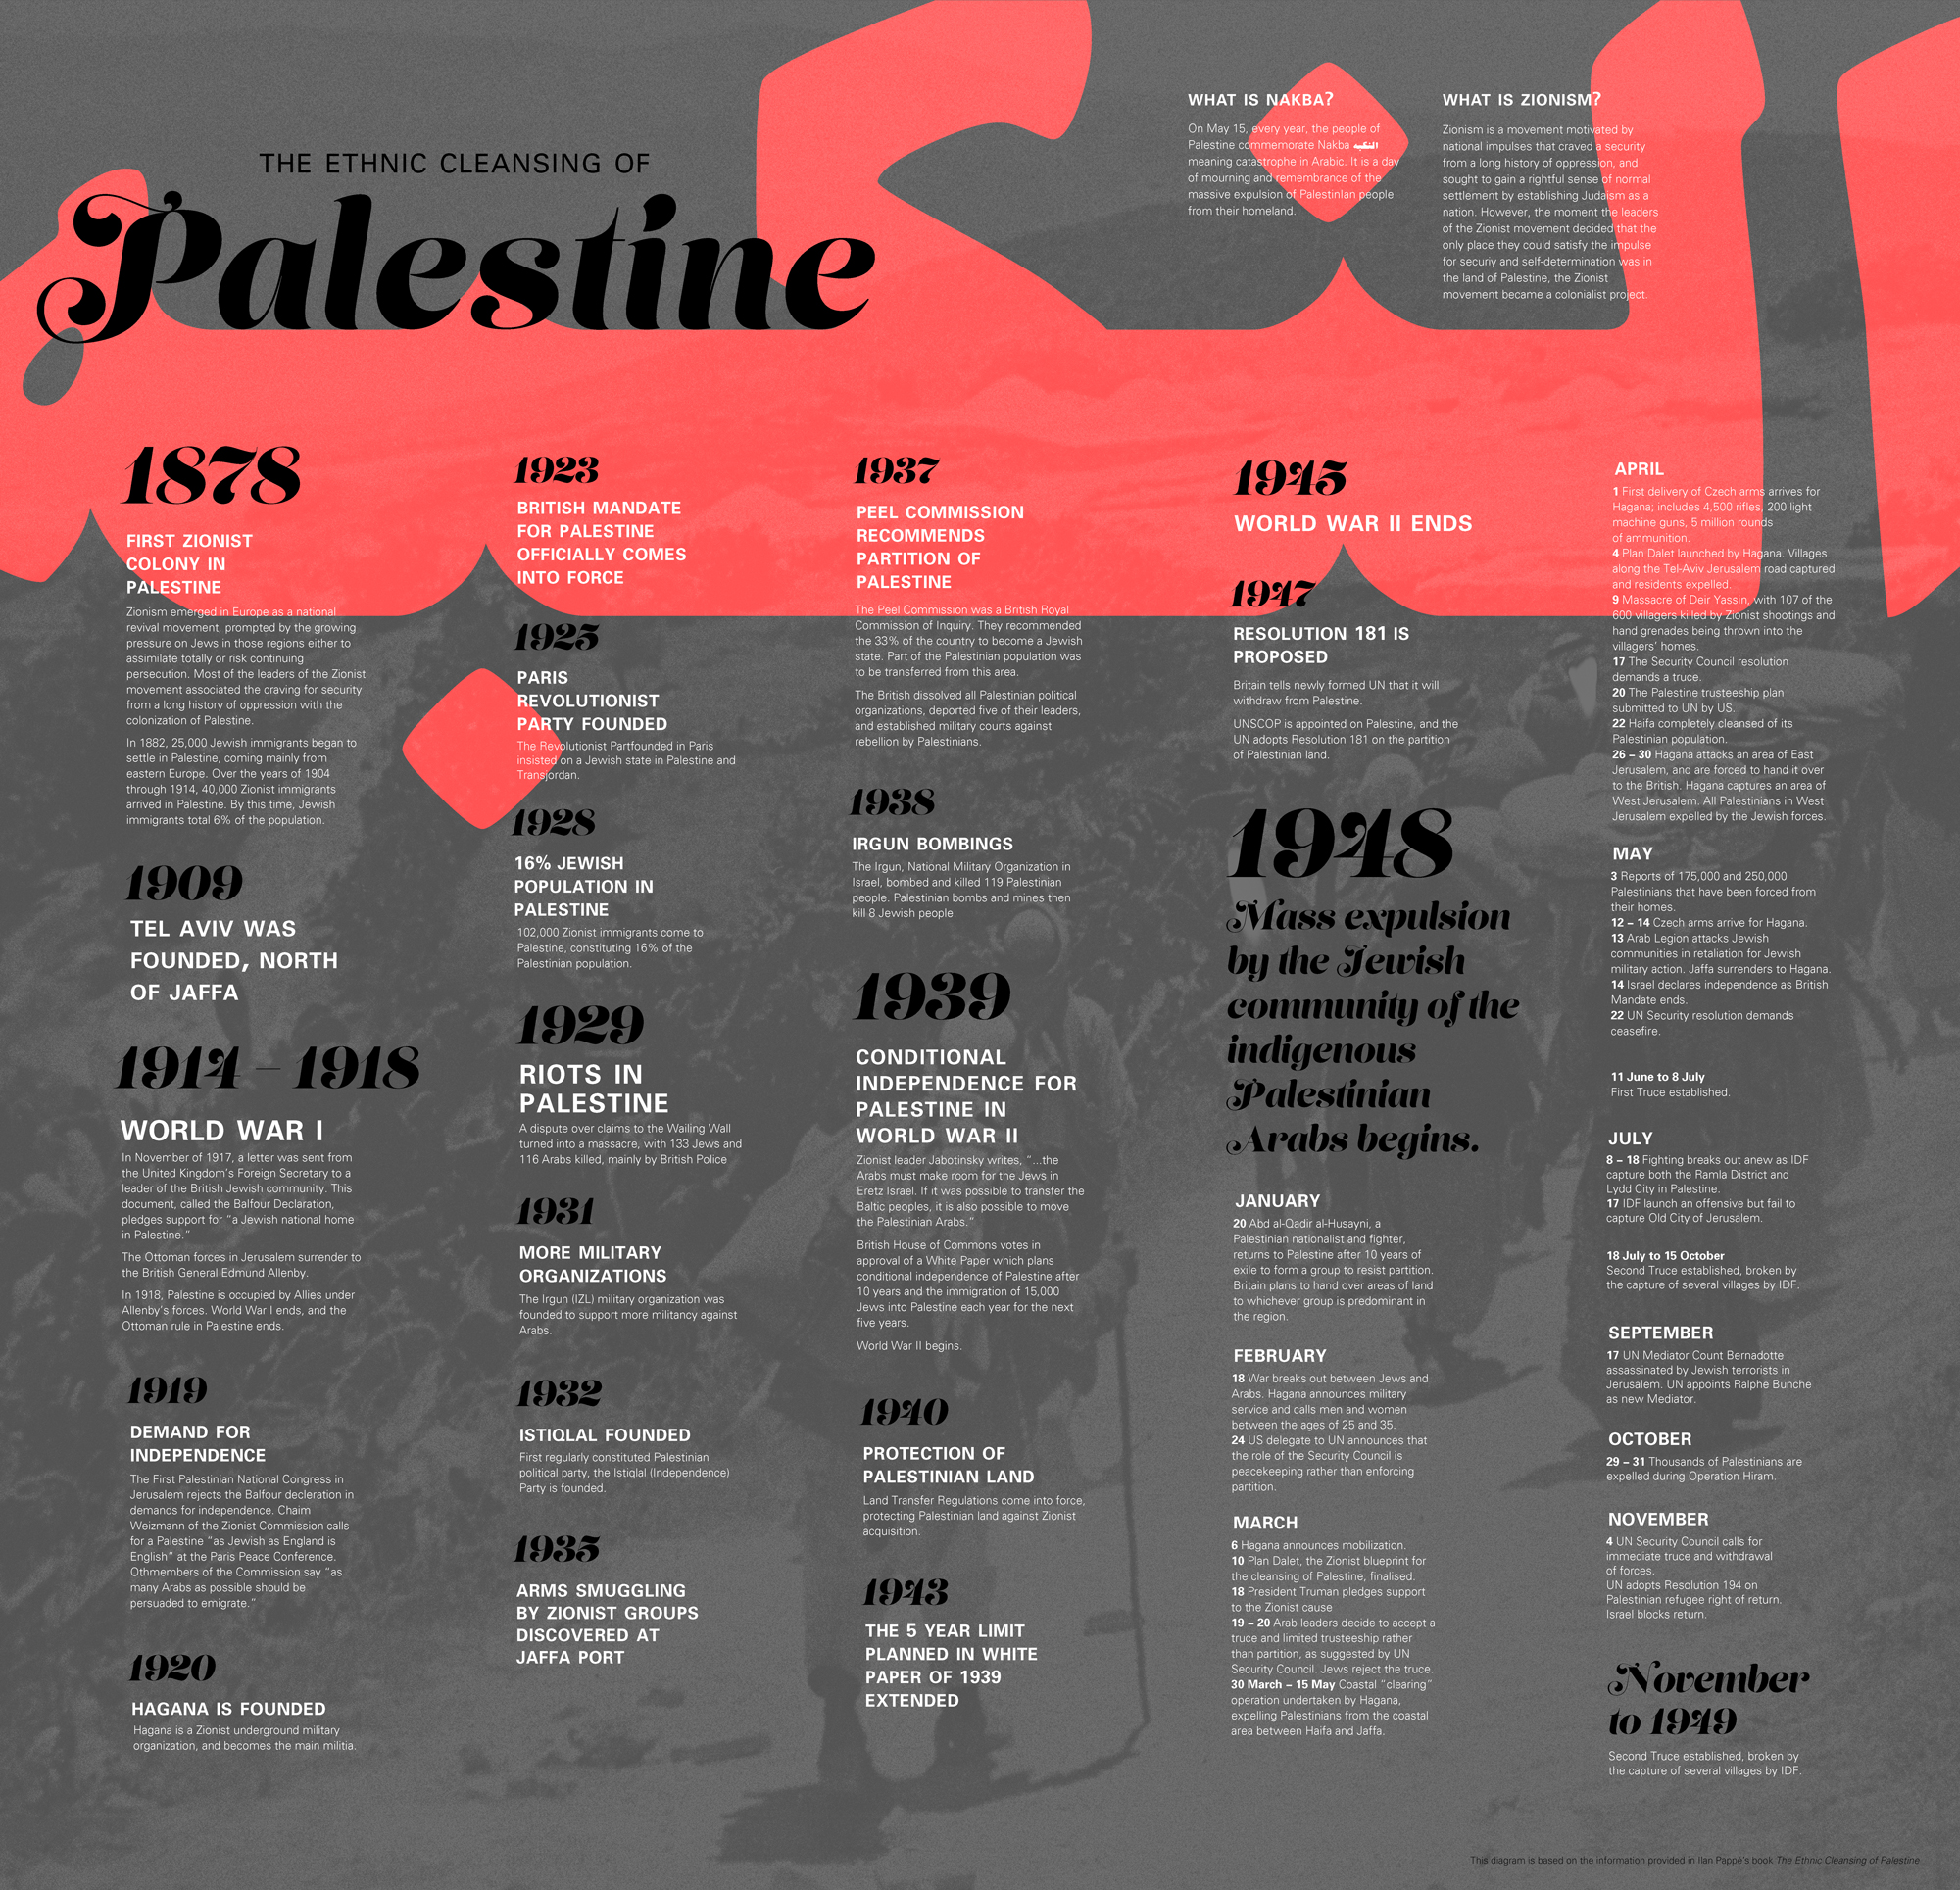 THE ETHNIC CLEANSING OF
Palestine
WHAT IS NAKBA?
On May 15, every year, the people of
Palestine commemorate Nakba النكبة
meaning catastrophe in Arabic. It is a day
of mourning and remembrance of the
massive expulsion of Palestinian people
from their homeland.
WHAT IS ZIONISM?
Zionism is a movement motivated by
national impulses that craved a security
from a long history of oppression, and
sought to gain a rightful sense of normal
settlement by establishing Judaism as a
nation. However, the moment the leaders
of the Zionist movement decided that the
only place they could satisfy the impulse
for securiy and self-determination was in
the land of Palestine, the Zionist
movement became a colonialist project.
1878
FIRST ZIONIST
COLONY IN
PALESTINE
Zionism emerged in Europe as a national
revival movement, prompted by the growing
pressure on Jews in those regions either to
assimilate totally or risk continuing
persecution. Most of the leaders of the Zionist
movement associated the craving for security
from a long history of oppression with the
colonization of Palestine.
In 1882, 25,000 Jewish immigrants began to
settle in Palestine, coming mainly from
eastern Europe. Over the years of 1904
through 1914, 40,000 Zionist immigrants
arrived in Palestine. By this time, Jewish
immigrants total 6% of the population.
1909
TEL AVIV WAS
FOUNDED, NORTH
OF JAFFA
1914 – 1918
WORLD WAR I
In November of 1917, a letter was sent from
the United Kingdom's Foreign Secretary to a
leader of the British Jewish community. This
document, called the Balfour Declaration,
pledges support for "a Jewish national home
in Palestine."
The Ottoman forces in Jerusalem surrender to
the British General Edmund Allenby.
In 1918, Palestine is occupied by Allies under
Allenby's forces. World War I ends, and the
Ottoman rule in Palestine ends.
1919
DEMAND FOR
INDEPENDENCE
The First Palestinian National Congress in
Jerusalem rejects the Balfour decleration in
demands for independence. Chaim
Weizmann of the Zionist Commission calls
for a Palestine "as Jewish as England is
English" at the Paris Peace Conference.
Othmembers of the Commission say "as
many Arabs as possible should be
persuaded to emigrate."
1920
HAGANA IS FOUNDED
Hagana is a Zionist underground military
organization, and becomes the main militia.
1923
BRITISH MANDATE
FOR PALESTINE
OFFICIALLY COMES
INTO FORCE
1925
PARIS
REVOLUTIONIST
PARTY FOUNDED
The Revolutionist Partfounded in Paris
insisted on a Jewish state in Palestine and
Transjordan.
1928
16% JEWISH
POPULATION IN
PALESTINE
102,000 Zionist immigrants come to
Palestine, constituting 16% of the
Palestinian population.
1929
RIOTS IN
PALESTINE
A dispute over claims to the Wailing Wall
turned into a massacre, with 133 Jews and
116 Arabs killed, mainly by British Police
1931
MORE MILITARY
ORGANIZATIONS
The Irgun (IZL) military organization was
founded to support more militancy against
Arabs.
1932
ISTIQLAL FOUNDED
First regularly constituted Palestinian
political party, the Istiqlal (Independence)
Party is founded.
1935
ARMS SMUGGLING
BY ZIONIST GROUPS
DISCOVERED AT
JAFFA PORT
1937
PEEL COMMISSION
RECOMMENDS
PARTITION OF
PALESTINE
The Peel Commission was a British Royal
Commission of Inquiry. They recommended
the 33% of the country to become a Jewish
state. Part of the Palestinian population was
to be transferred from this area.
The British dissolved all Palestinian political
organizations, deported five of their leaders,
and established military courts against
rebellion by Palestinians.
1938
IRGUN BOMBINGS
The Irgun, National Military Organization in
Israel, bombed and killed 119 Palestinian
people. Palestinian bombs and mines then
kill 8 Jewish people.
1939
CONDITIONAL
INDEPENDENCE FOR
PALESTINE IN
WORLD WAR II
Zionist leader Jabotinsky writes, "...the
Arabs must make room for the Jews in
Eretz Israel. If it was possible to transfer the
Baltic peoples, it is also possible to move
the Palestinian Arabs."
British House of Commons votes in
approval of a White Paper which plans
conditional independence of Palestine after
10 years and the immigration of 15,000
Jews into Palestine each year for the next
five years.
World War II begins.
1940
PROTECTION OF
PALESTINIAN LAND
Land Transfer Regulations come into force,
protecting Palestinian land against Zionist
acquisition.
1943
THE 5 YEAR LIMIT
PLANNED IN WHITE
PAPER OF 1939
EXTENDED
1945
WORLD WAR II ENDS
1947
RESOLUTION 181 IS
PROPOSED
Britain tells newly formed UN that it will
withdraw from Palestine.
UNSCOP is appointed on Palestine, and the
UN adopts Resolution 181 on the partition
of Palestinian land.
1948
Mass expulsion
by the Jewish
community of the
indigenous
Palestinian
Arabs begins.
JANUARY
20 Abd al-Qadir al-Husayni, a
Palestinian nationalist and fighter,
returns to Palestine after 10 years of
exile to form a group to resist partition.
Britain plans to hand over areas of land
to whichever group is predominant in
the region.
FEBRUARY
18 War breaks out between Jews and
Arabs. Hagana announces military
service and calls men and women
between the ages of 25 and 35.
24 US delegate to UN announces that
the role of the Security Council is
peacekeeping rather than enforcing
partition.
MARCH
6 Hagana announces mobilization.
10 Plan Dalet, the Zionist blueprint for
the cleansing of Palestine, finalised.
18 President Truman pledges support
to the Zionist cause
19 – 20 Arab leaders decide to accept a
truce and limited trusteeship rather
than partition, as suggested by UN
Security Council. Jews reject the truce.
30 March – 15 May Coastal "clearing"
operation undertaken by Hagana,
expelling Palestinians from the coastal
area between Haifa and Jaffa.
APRIL
1 First delivery of Czech arms arrives for
Hagana; includes 4,500 rifles, 200 light
machine guns, 5 million rounds
of ammunition.
4 Plan Dalet launched by Hagana. Villages
along the Tel-Aviv Jerusalem road captured
and residents expelled.
9 Massacre of Deir Yassin, with 107 of the
600 villagers killed by Zionist shootings and
hand grenades being thrown into the
villagers' homes.
17 The Security Council resolution
demands a truce.
20 The Palestine trusteeship plan
submitted to UN by US.
22 Haifa completely cleansed of its
Palestinian population.
26 – 30 Hagana attacks an area of East
Jerusalem, and are forced to hand it over
to the British. Hagana captures an area of
West Jerusalem. All Palestinians in West
Jerusalem expelled by the Jewish forces.
MAY
3 Reports of 175,000 and 250,000
Palestinians that have been forced from
their homes.
12 – 14 Czech arms arrive for Hagana.
13 Arab Legion attacks Jewish
communities in retaliation for Jewish
military action. Jaffa surrenders to Hagana.
14 Israel declares independence as British
Mandate ends.
22 UN Security resolution demands
ceasefire.
11 June to 8 July
First Truce established.
JULY
8 – 18 Fighting breaks out anew as IDF
capture both the Ramla District and
Lydd City in Palestine.
17 IDF launch an offensive but fail to
capture Old City of Jerusalem.
18 July to 15 October
Second Truce established, broken by
the capture of several villages by IDF.
SEPTEMBER
17 UN Mediator Count Bernadotte
assassinated by Jewish terrorists in
Jerusalem. UN appoints Ralphe Bunche
as new Mediator.
OCTOBER
29 – 31 Thousands of Palestinians are
expelled during Operation Hiram.
NOVEMBER
4 UN Security Council calls for
immediate truce and withdrawal
of forces.
UN adopts Resolution 194 on
Palestinian refugee right of return.
Israel blocks return.
November
to 1949
Second Truce established, broken by
the capture of several villages by IDF.
This diagram is based on the information provided in Ilan Pappé's book The Ethnic Cleansing of Palestine